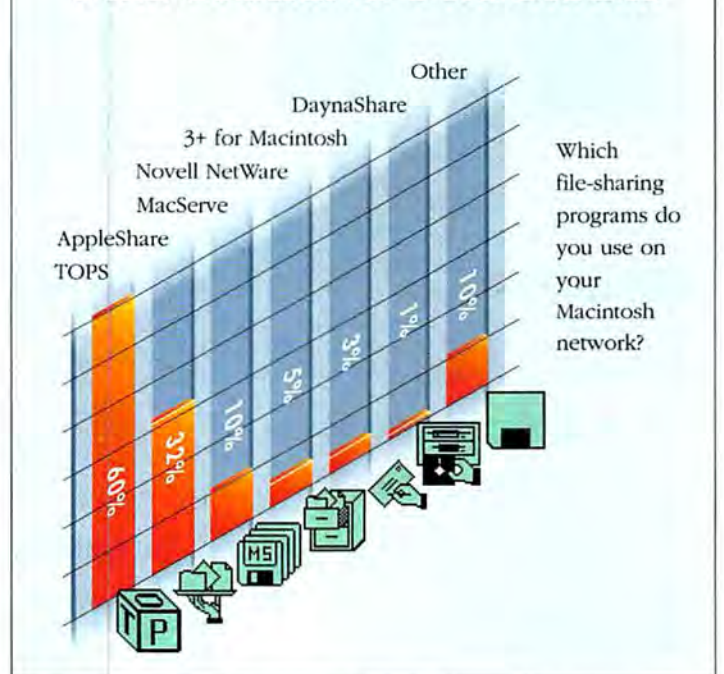 Other
DaynaShare
3+ for Macintosh
Novell NetWare
MacServe
AppleShare
TOPS
Which
file-sharing
programs do
you use on
your
Macintosh
network?
60%
32%
10%
5%
3%
1%
10%
TOP
MS